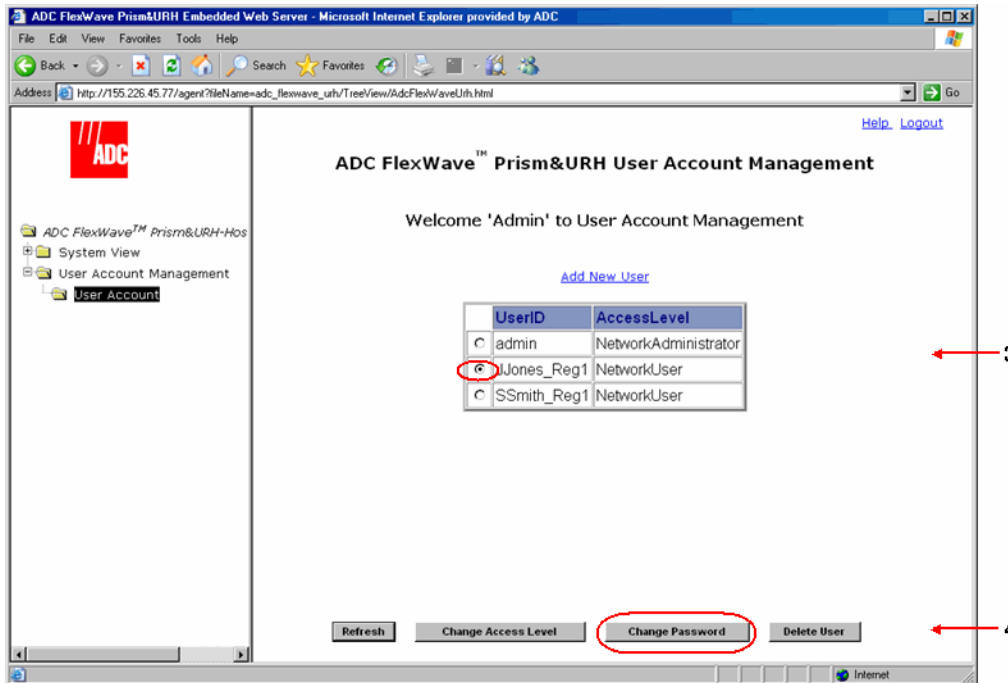 ADC FlexWave Prism&URH Embedded Web Server - Microsoft Internet Explorer provided by ADC
File Edit View Favorites Tools Help
Back Search Favorites
Address http://155.226.45.77/agent?fileName=adc_flexwave_urh/TreeView/AdcFlexWaveUrh.html Go
Help Logout
ADC
ADC FlexWave™ Prism&URH User Account Management
Welcome 'Admin' to User Account Management
ADC FlexWave™ Prism&URH-Hos
System View
User Account Management
User Account
Add New User
UserID AccessLevel
admin NetworkAdministrator
JJones_Reg1 NetworkUser
SSmith_Reg1 NetworkUser
Refresh Change Access Level Change Password Delete User
Internet